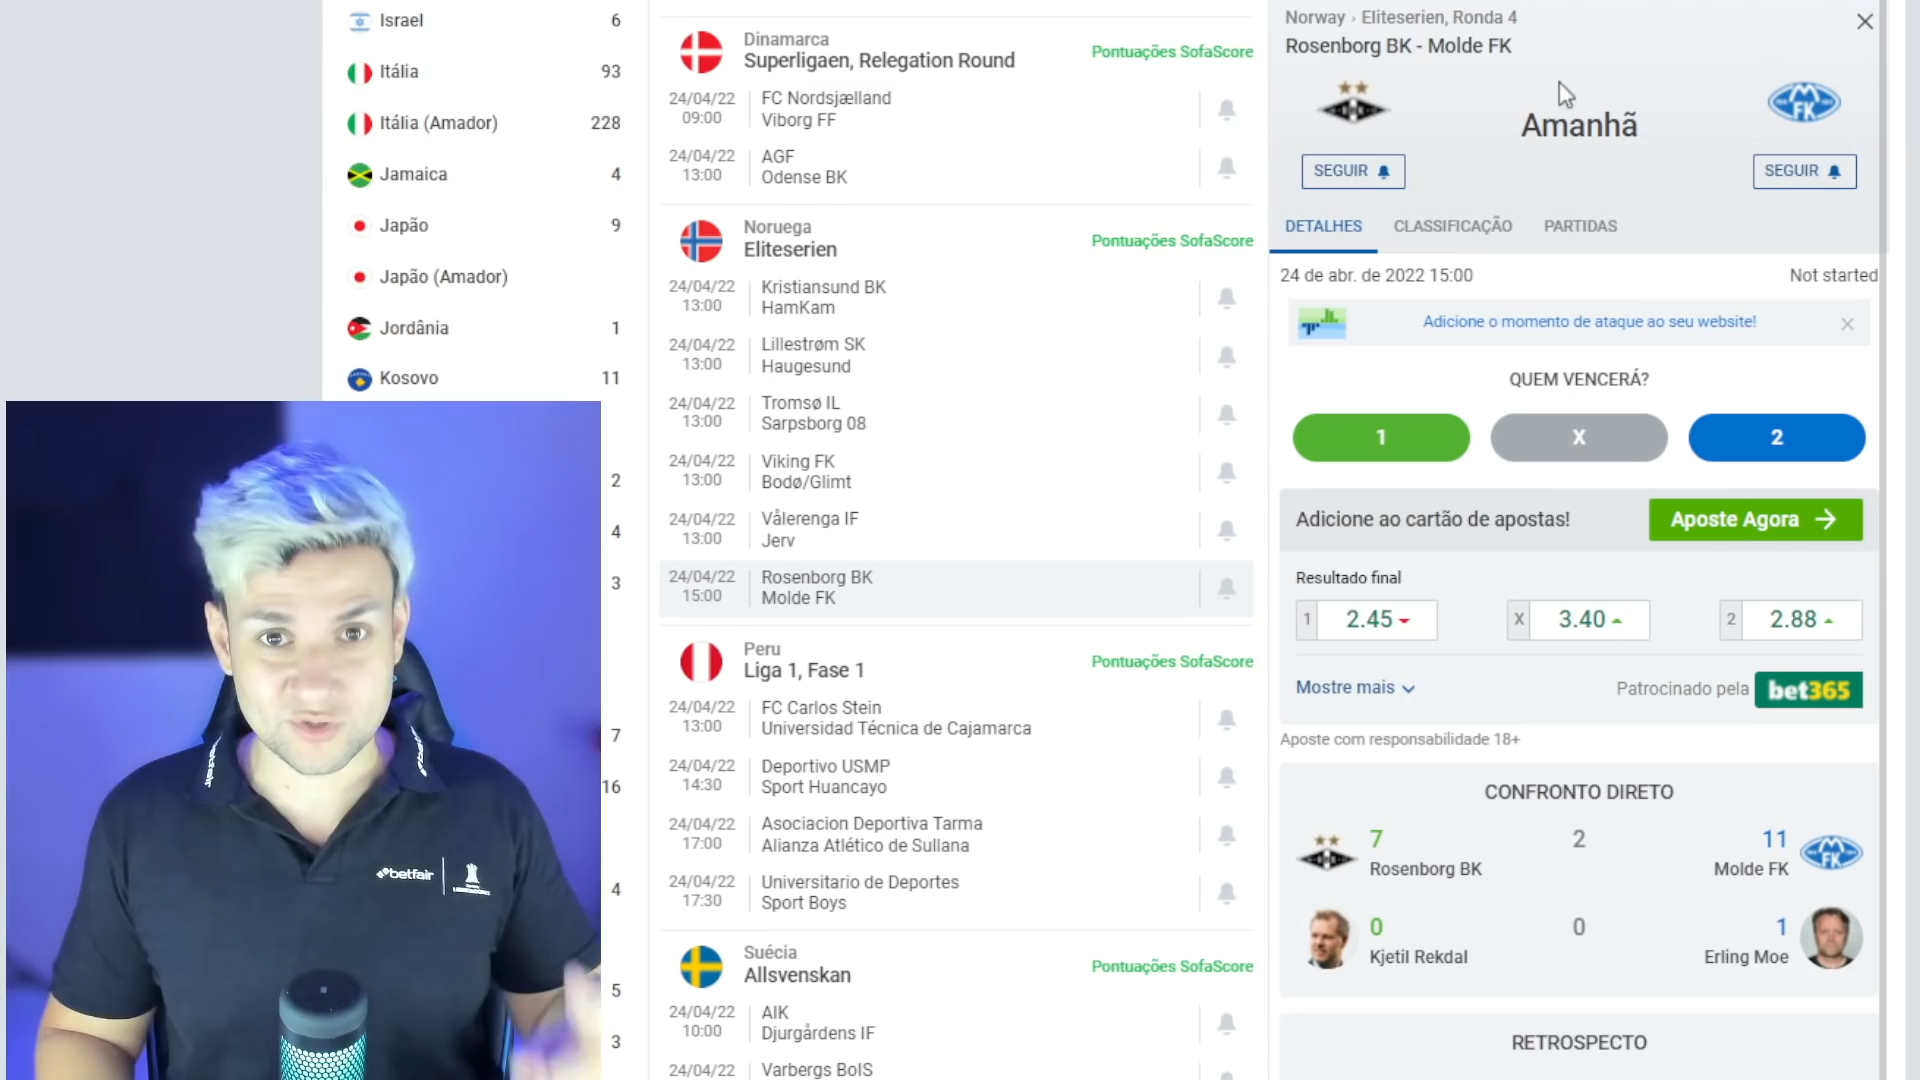 Israel 6
Itália 93
Itália (Amador) 228
Jamaica 4
Japão 9
Japão (Amador)
Jordânia 1
Kosovo 11
2
4
3
7
16
4
5
3
betfair
Dinamarca
Superligaen, Relegation Round
Pontuações SofaScore
24/04/22 FC Nordsjælland
09:00 Viborg FF
24/04/22 AGF
13:00 Odense BK
Noruega
Eliteserien
Pontuações SofaScore
24/04/22 Kristiansund BK
13:00 HamKam
24/04/22 Lillestrøm SK
13:00 Haugesund
24/04/22 Tromsø IL
13:00 Sarpsborg 08
24/04/22 Viking FK
13:00 Bodø/Glimt
24/04/22 Vålerenga IF
13:00 Jerv
24/04/22 Rosenborg BK
15:00 Molde FK
Peru
Liga 1, Fase 1
Pontuações SofaScore
24/04/22 FC Carlos Stein
13:00 Universidad Técnica de Cajamarca
24/04/22 Deportivo USMP
14:30 Sport Huancayo
24/04/22 Asociacion Deportiva Tarma
17:00 Alianza Atlético de Sullana
24/04/22 Universitario de Deportes
17:30 Sport Boys
Suécia
Allsvenskan
Pontuações SofaScore
24/04/22 AIK
10:00 Djurgårdens IF
24/04/22 Varbergs BoIS
Norway › Eliteserien, Ronda 4
Rosenborg BK - Molde FK
Amanhã
SEGUIR SEGUIR
DETALHES CLASSIFICAÇÃO PARTIDAS
24 de abr. de 2022 15:00 Not started
Adicione o momento de ataque ao seu website!
QUEM VENCERÁ?
1 X 2
Adicione ao cartão de apostas! Aposte Agora
Resultado final
1 2.45 X 3.40 2 2.88
Mostre mais Patrocinado pela bet365
Aposte com responsabilidade 18+
CONFRONTO DIRETO
7 2 11
Rosenborg BK Molde FK
0 0 1
Kjetil Rekdal Erling Moe
RETROSPECTO